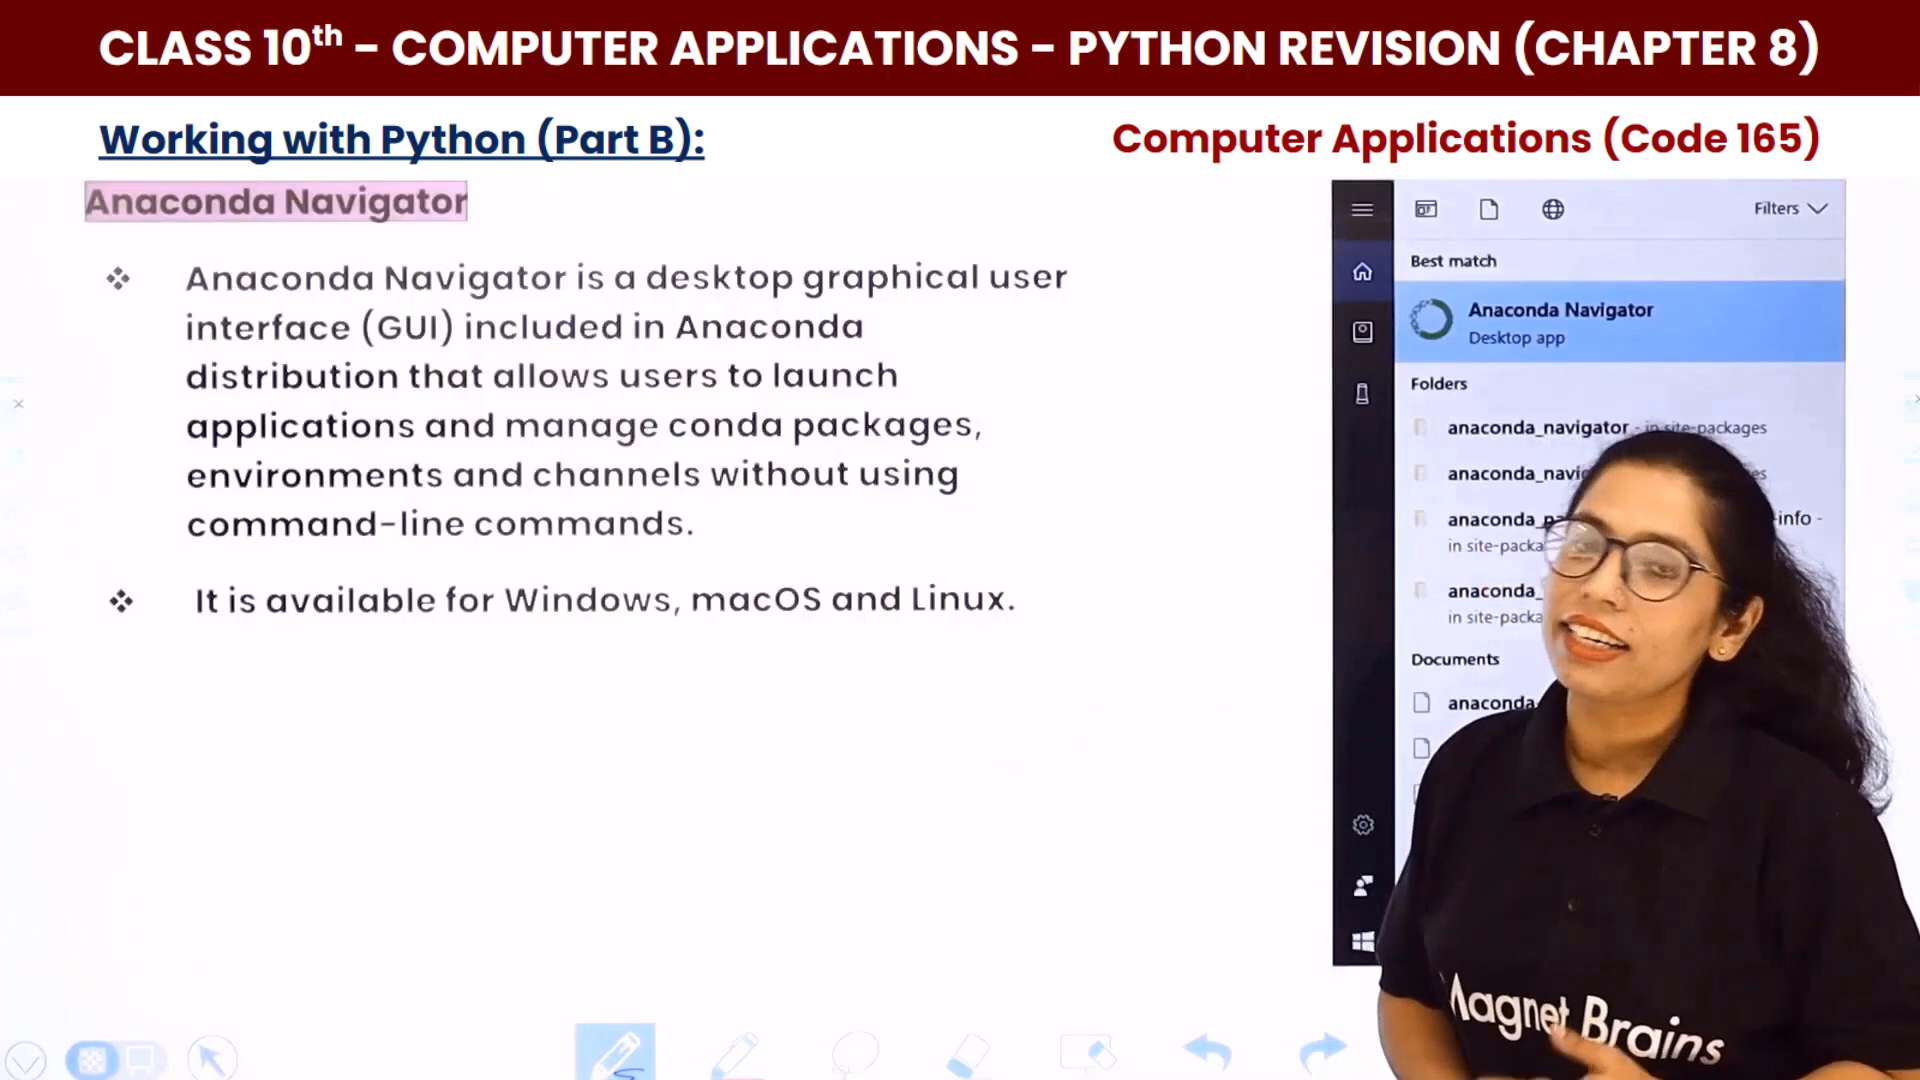 CLASS 10th – COMPUTER APPLICATIONS – PYTHON REVISION (CHAPTER 8)
Working with Python (Part B):
Computer Applications (Code 165)
Anaconda Navigator
❖ Anaconda Navigator is a desktop graphical user
interface (GUI) included in Anaconda
distribution that allows users to launch
applications and manage conda packages,
environments and channels without using
command-line commands.
❖ It is available for Windows, macOS and Linux.
Filters
Best match
Anaconda Navigator
Desktop app
Folders
anaconda_navigator - in site-packages
-info -
in site-packa
in site-packa
Documents
anaconda
Magnet Brains